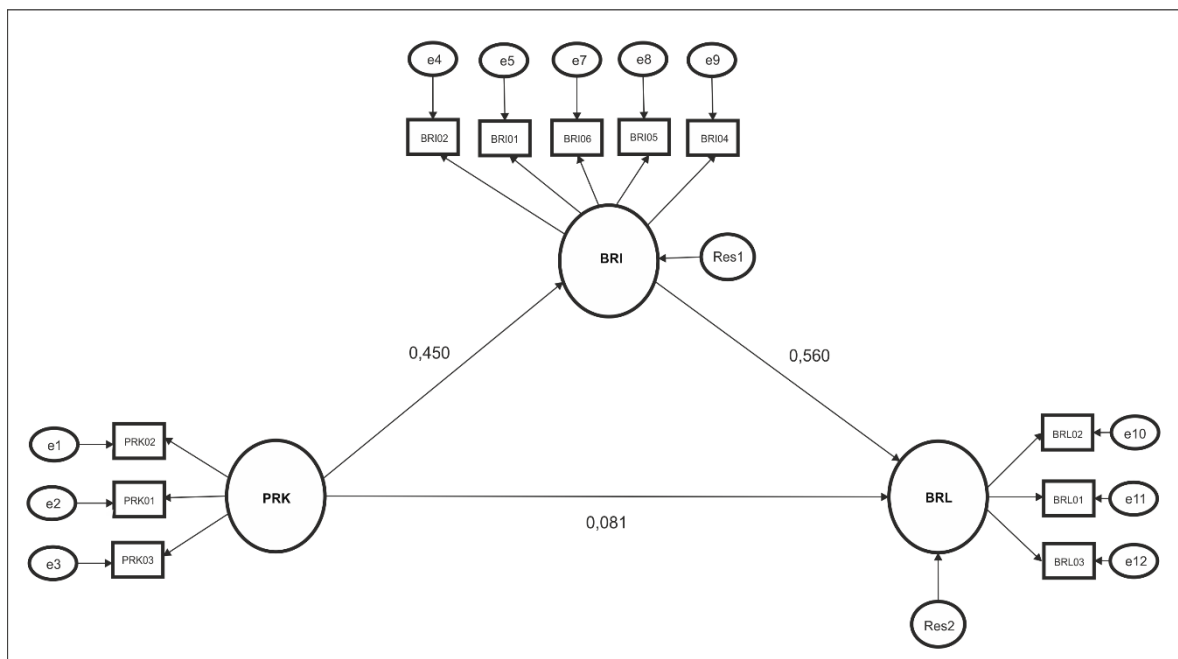 e4 e5 e7 e8 e9
BRI02 BRI01 BRI06 BRI05 BRI04
BRI
Res1
0,450
0,560
e1
PRK02
e2
PRK01
e3
PRK03
PRK
0,081
BRL
BRL02
e10
BRL01
e11
BRL03
e12
Res2